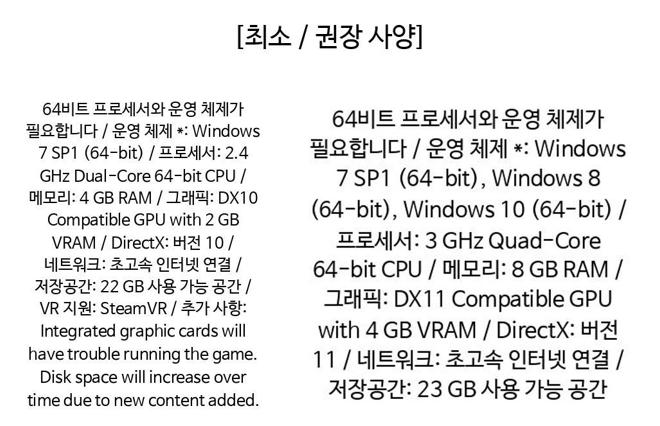 [최소 / 권장 사양]
64비트 프로세서와 운영 체제가
필요합니다 / 운영 체제 *: Windows
7 SP1 (64-bit) / 프로세서: 2.4
GHz Dual-Core 64-bit CPU /
메모리: 4 GB RAM / 그래픽: DX10
Compatible GPU with 2 GB
VRAM / DirectX: 버전 10 /
네트워크: 초고속 인터넷 연결 /
저장공간: 22 GB 사용 가능 공간 /
VR 지원: SteamVR / 추가 사항:
Integrated graphic cards will
have trouble running the game.
Disk space will increase over
time due to new content added.
64비트 프로세서와 운영 체제가
필요합니다 / 운영 체제 *: Windows
7 SP1 (64-bit), Windows 8
(64-bit), Windows 10 (64-bit) /
프로세서: 3 GHz Quad-Core
64-bit CPU / 메모리: 8 GB RAM /
그래픽: DX11 Compatible GPU
with 4 GB VRAM / DirectX: 버전
11 / 네트워크: 초고속 인터넷 연결 /
저장공간: 23 GB 사용 가능 공간